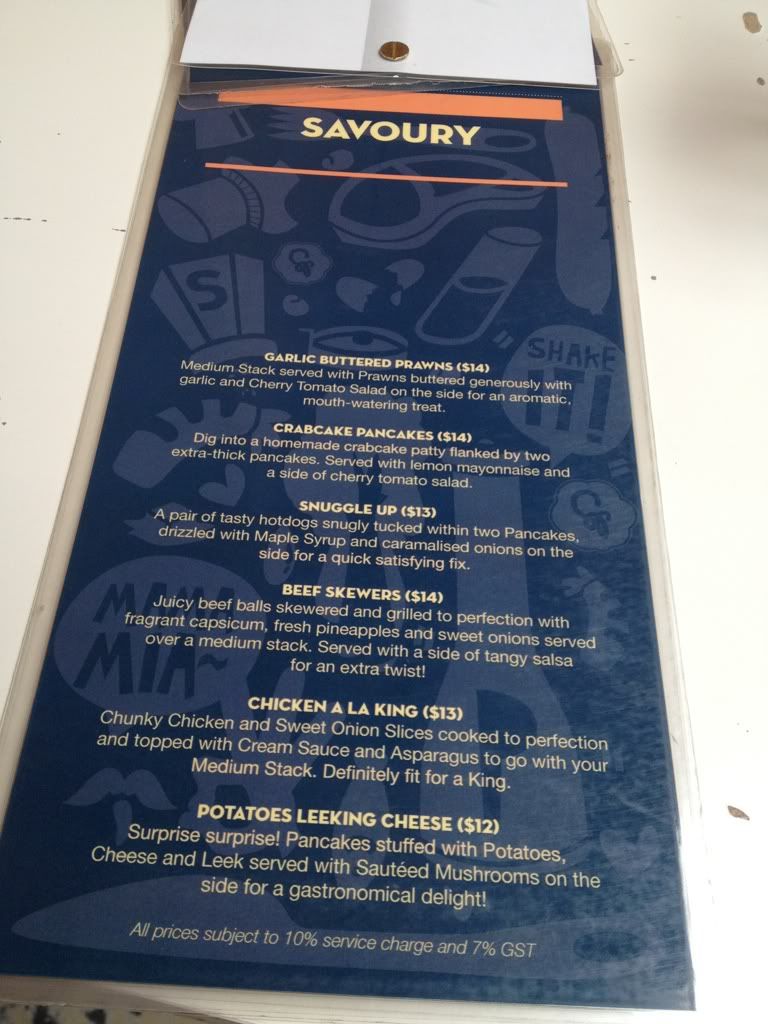 SAVOURY
S
SHAKE
IT!
GARLIC BUTTERED PRAWNS ($14)
Medium Stack served with Prawns buttered generously with
garlic and Cherry Tomato Salad on the side for an aromatic,
mouth-watering treat.
CRABCAKE PANCAKES ($14)
Dig into a homemade crabcake patty flanked by two
extra-thick pancakes. Served with lemon mayonnaise and
a side of cherry tomato salad.
SNUGGLE UP ($13)
A pair of tasty hotdogs snugly tucked within two Pancakes,
drizzled with Maple Syrup and caramalised onions on the
side for a quick satisfying fix.
BEEF SKEWERS ($14)
Juicy beef balls skewered and grilled to perfection with
fragrant capsicum, fresh pineapples and sweet onions served
over a medium stack. Served with a side of tangy salsa
for an extra twist!
MAMA
MIA~
CHICKEN A LA KING ($13)
Chunky Chicken and Sweet Onion Slices cooked to perfection
and topped with Cream Sauce and Asparagus to go with your
Medium Stack. Definitely fit for a King.
POTATOES LEEKING CHEESE ($12)
Surprise surprise! Pancakes stuffed with Potatoes,
Cheese and Leek served with Sautéed Mushrooms on the
side for a gastronomical delight!
All prices subject to 10% service charge and 7% GST